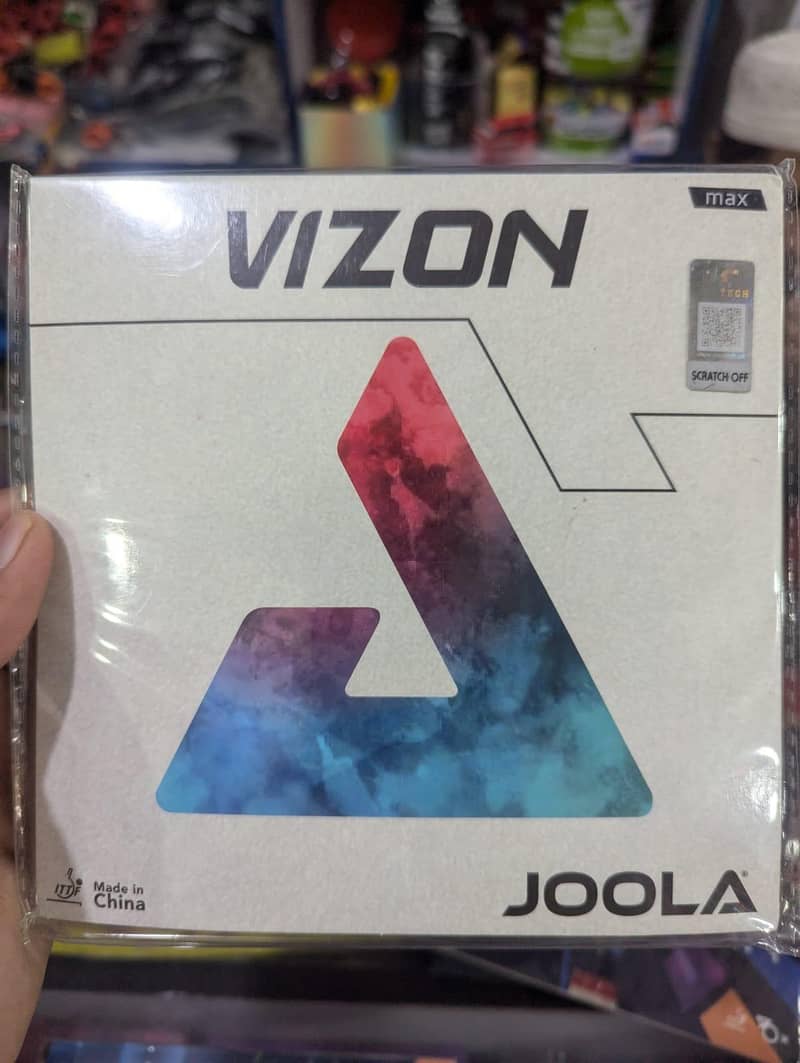 max
VIZON
TECH
SCRATCH OFF
ITTF
Made in
China
JOOLA®